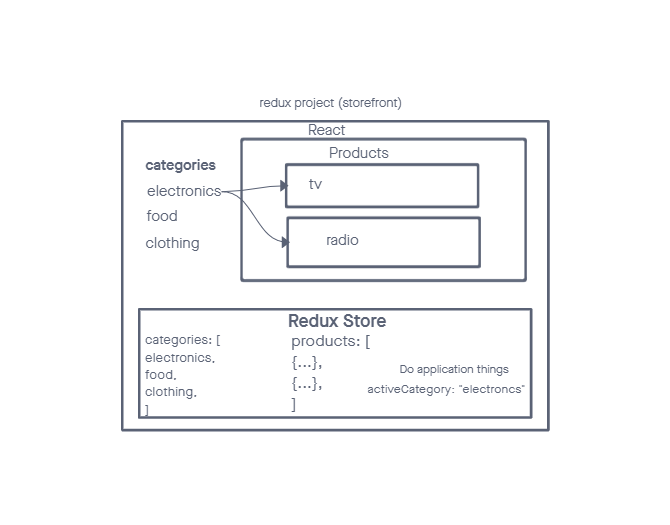 redux project (storefront)
React
Products
categories
electronics
food
clothing
tv
radio
Redux Store
categories: [
electronics,
food,
clothing,
]
products: [
{...},
{...},
]
Do application things
activeCategory: "electroncs"